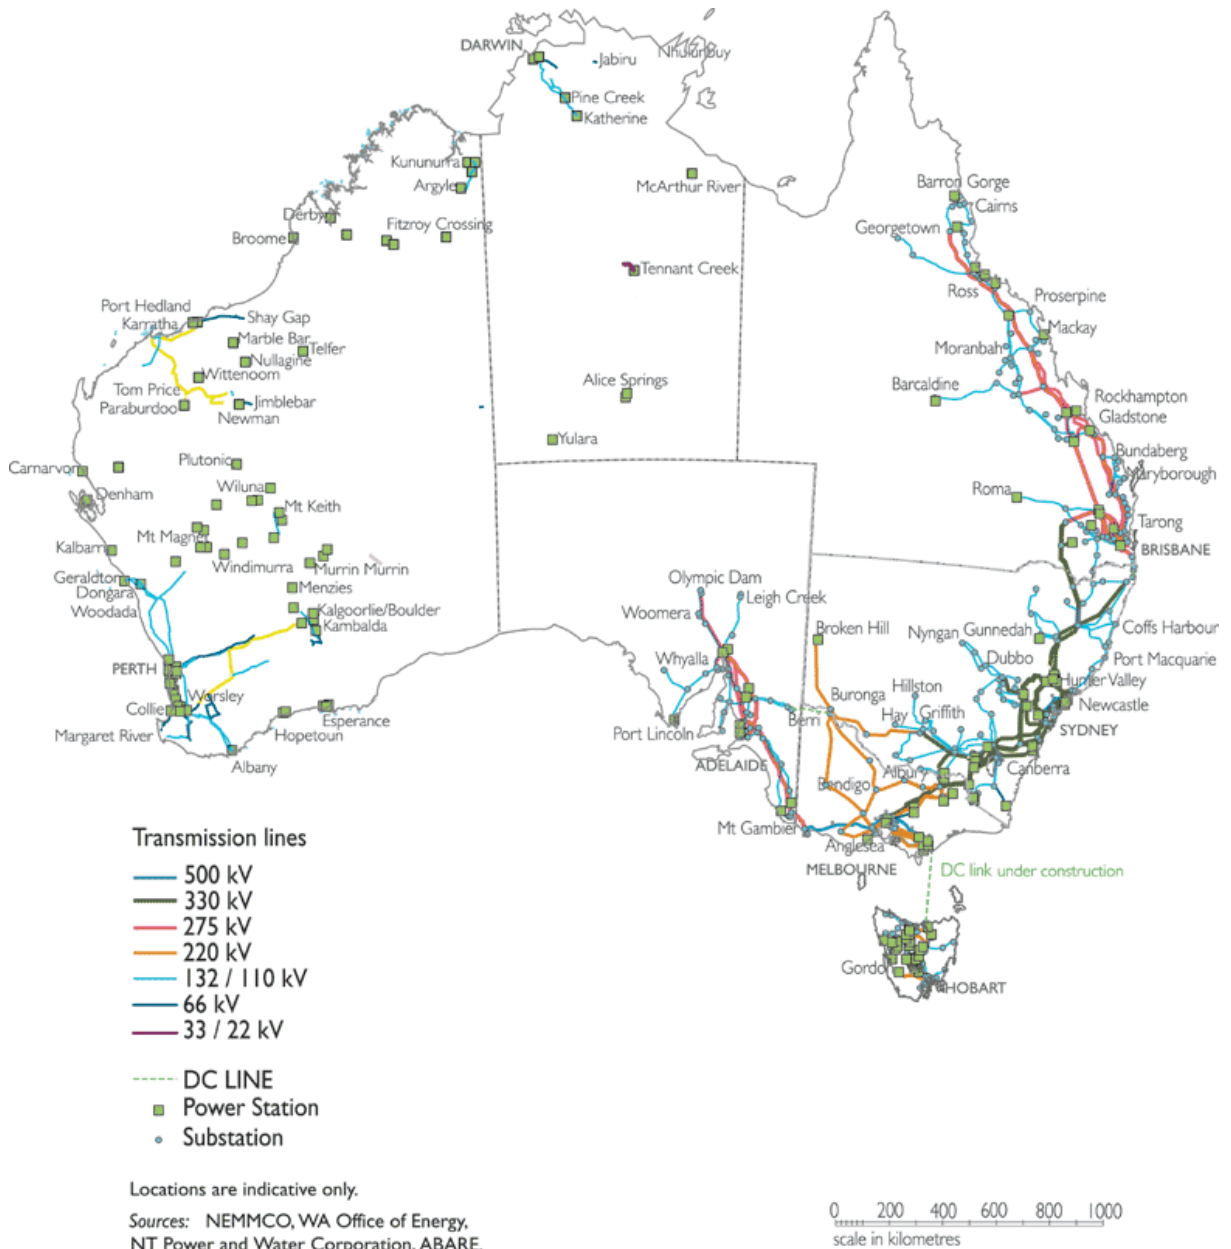 DARWIN
Jabiru
Nhulunbuy
Pine Creek
Katherine
Kununurra
Argyle
McArthur River
Barron Gorge
Cairns
Georgetown
Derby
Fitzroy Crossing
Broome
Tennant Creek
Ross
Proserpine
Port Hedland
Karratha
Shay Gap
Mackay
Marble Bar
Telfer
Moranbah
Nullagine
Wittenoom
Alice Springs
Barcaldine
Tom Price
Paraburdoo
Jimblebar
Newman
Rockhampton
Gladstone
Yulara
Bundaberg
Maryborough
Carnarvon
Plutonic
Denham
Wiluna
Roma
Mt Keith
Tarong
Kalbarri
Mt Magnet
BRISBANE
Windimurra
Murrin Murrin
Geraldton
Dongara
Woodada
Menzies
Olympic Dam
Leigh Creek
Woomera
Kalgoorlie/Boulder
Kambalda
Broken Hill
Nyngan
Gunnedah
Coffs Harbour
PERTH
Whyalla
Dubbo
Port Macquarie
Worsley
Collie
Buronga
Hillston
Hunter Valley
Newcastle
Margaret River
Hopetoun
Esperance
Port Lincoln
Berri
Hay
Griffith
SYDNEY
Albany
ADELAIDE
Bendigo
Albury
Canberra
Mt Gambier
Anglesea
MELBOURNE
DC link under construction
Gordon
HOBART
Transmission lines
500 kV
330 kV
275 kV
220 kV
132 / 110 kV
66 kV
33 / 22 kV
DC LINE
Power Station
Substation
Locations are indicative only.
Sources: NEMMCO, WA Office of Energy,
NT Power and Water Corporation, ABARE.
0 200 400 600 800 1000
scale in kilometres